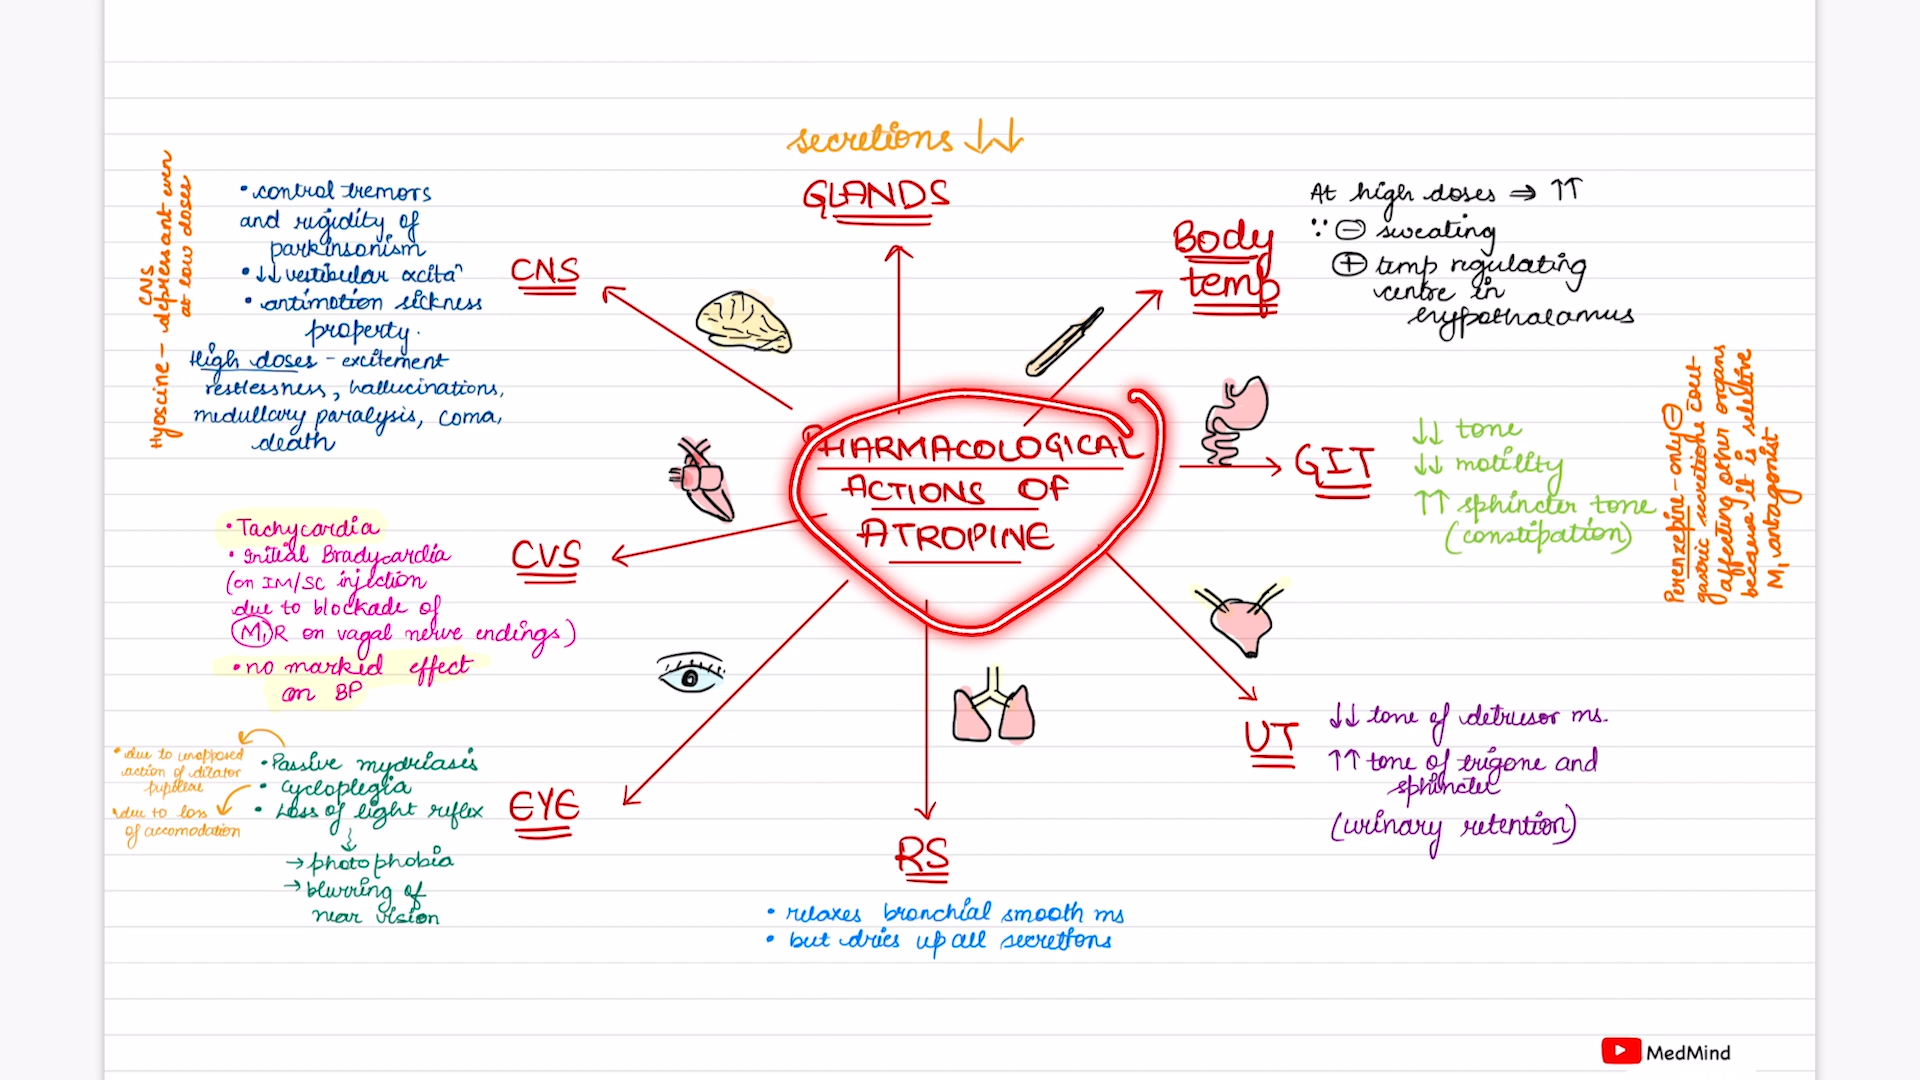 secretions ↓↓
GLANDS
Hyoscine - CNS depressant even
at low doses
• control tremors
and rigidity of
parkinsonism
• ↓↓ vestibular excitaⁿ
• antimotion sickness
property.
High doses - excitement
restlessness, hallucinations,
medullary paralysis, coma,
death
CNS
Body
temp
At high doses ⇒ ↑↑
∵ ⊖ sweating
⊕ temp regulating
centre in
hypothalamus
PHARMACOLOGICAL
ACTIONS OF
ATROPINE
GIT
↓↓ tone
↓↓ motility
↑↑ sphincter tone
(constipation)
Perenzepine - only ⊖
gastric secretions cout
affecting other organs
because it is selective
M₁ antagonist
• Tachycardia
• Initial Bradycardia
(on IM/SC injection
due to blockade of
M₁R on vagal nerve endings)
• no marked effect
on BP
CVS
UT
↓↓ tone of detrusor ms.
↑↑ tone of trigone and
sphincter
(urinary retention)
• due to unopposed
action of dilator
pupillae
• due to loss
of accomodation
• Passive mydriasis
• cycloplegia
• Loss of light reflex
→ photophobia
→ blurring of
near vision
EYE
RS
• relaxes bronchial smooth ms
• but dries up all secretions
MedMind